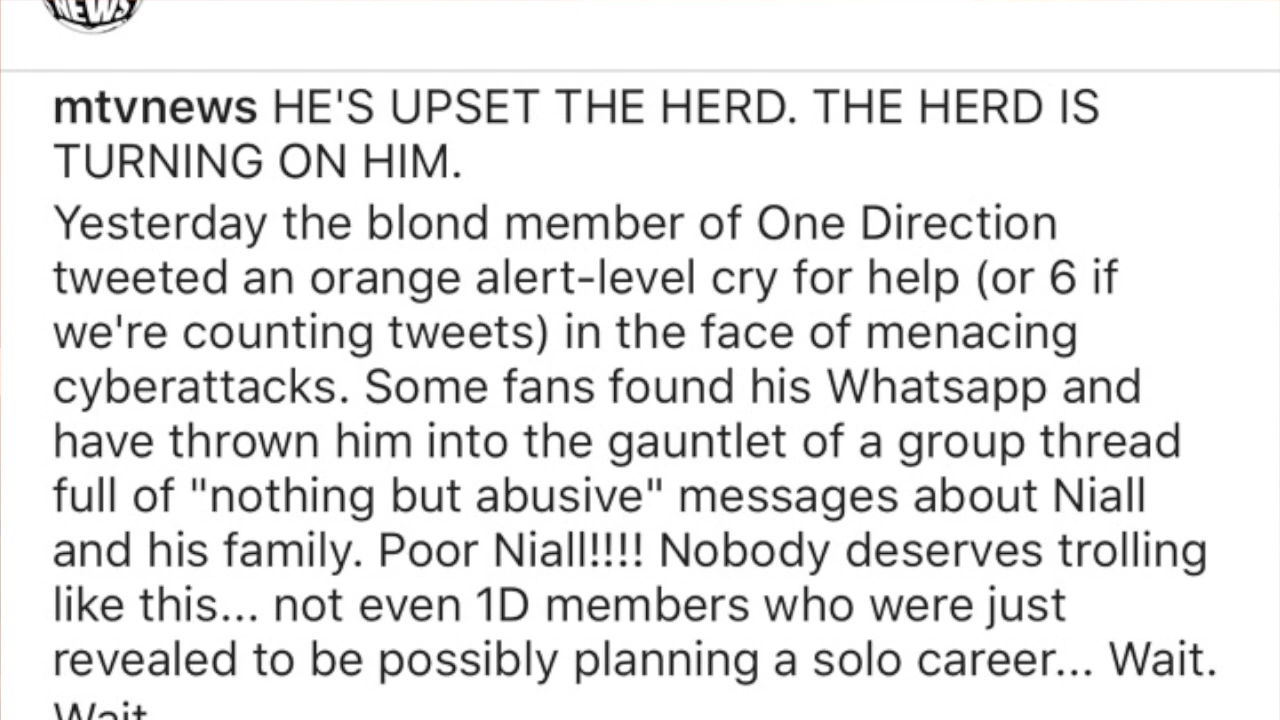 NEWS
mtvnews HE'S UPSET THE HERD. THE HERD IS
TURNING ON HIM.
Yesterday the blond member of One Direction
tweeted an orange alert-level cry for help (or 6 if
we're counting tweets) in the face of menacing
cyberattacks. Some fans found his Whatsapp and
have thrown him into the gauntlet of a group thread
full of "nothing but abusive" messages about Niall
and his family. Poor Niall!!!! Nobody deserves trolling
like this... not even 1D members who were just
revealed to be possibly planning a solo career... Wait.
Wait